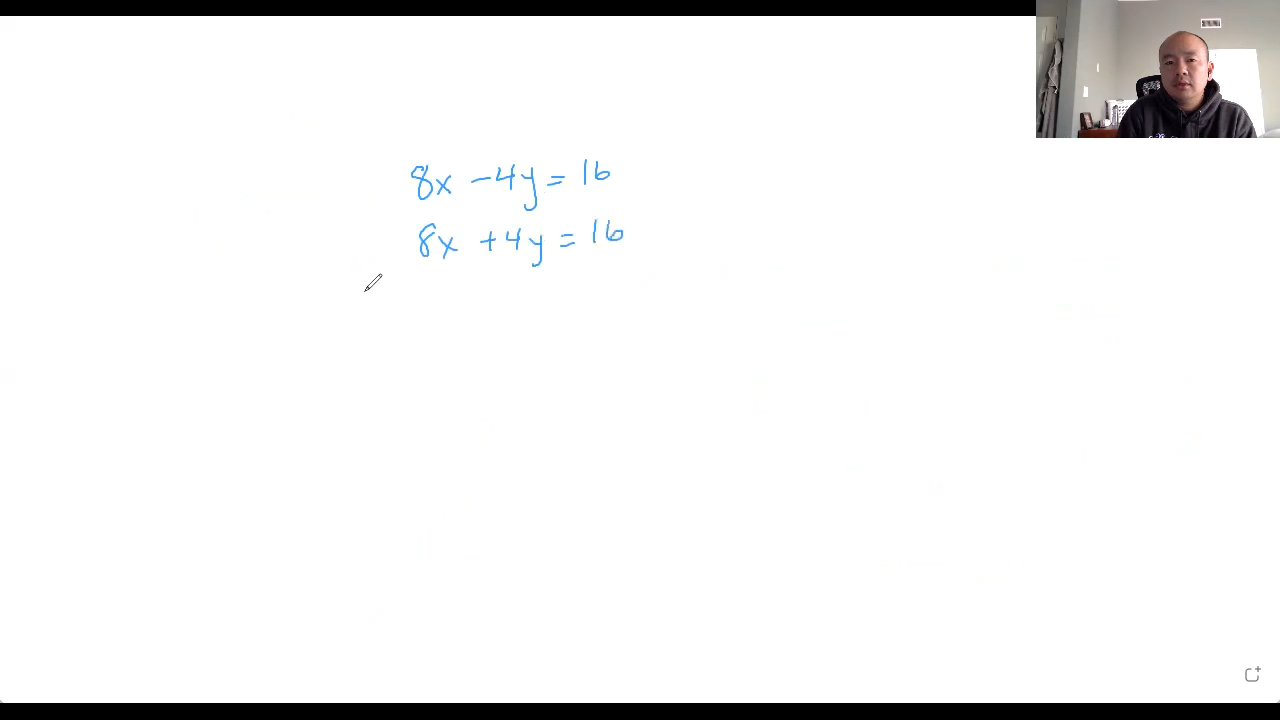 8x - 4y = 16
8x + 4y = 16